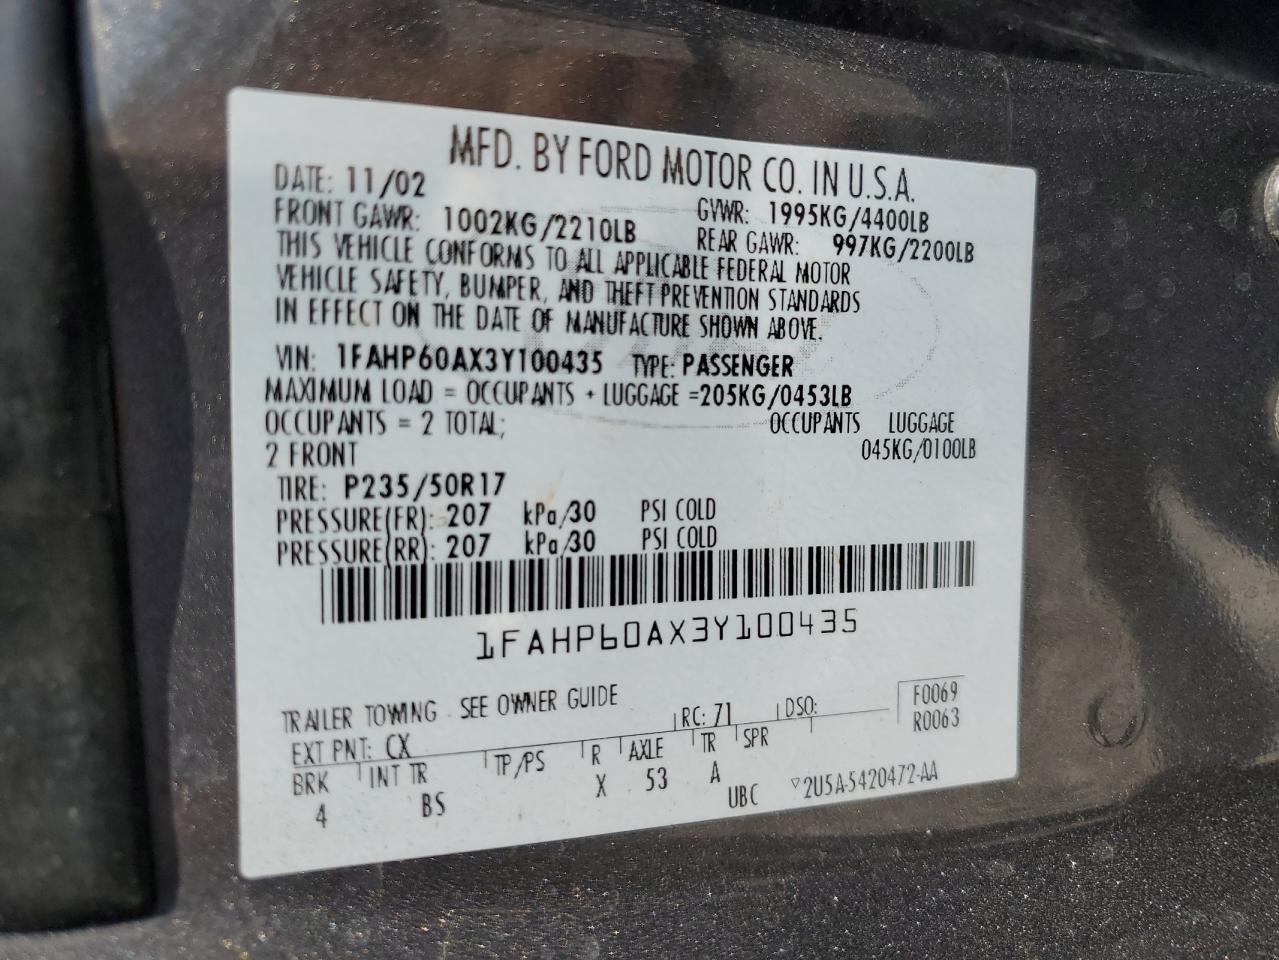 MFD. BY FORD MOTOR CO. IN U.S.A.
DATE: 11/02 GVWR: 1995KG/4400LB
FRONT GAWR: 1002KG/2210LB REAR GAWR: 997KG/2200LB
THIS VEHICLE CONFORMS TO ALL APPLICABLE FEDERAL MOTOR
VEHICLE SAFETY, BUMPER, AND THEFT PREVENTION STANDARDS
IN EFFECT ON THE DATE OF MANUFACTURE SHOWN ABOVE.
VIN: 1FAHP60AX3Y100435 TYPE: PASSENGER
MAXIMUM LOAD = OCCUPANTS + LUGGAGE =205KG/0453LB
OCCUPANTS = 2 TOTAL; OCCUPANTS LUGGAGE
2 FRONT 045KG/0100LB
TIRE: P235/50R17
PRESSURE(FR): 207 kPa/30 PSI COLD
PRESSURE(RR): 207 kPa/30 PSI COLD
1FAHP60AX3Y100435
TRAILER TOWING - SEE OWNER GUIDE
EXT PNT: CX RC: 71 DSO: F0069
R0063
BRK INT TR TP/PS R AXLE TR SPR
4 BS X 53 A
UBC ▽2U5A-5420472-AA